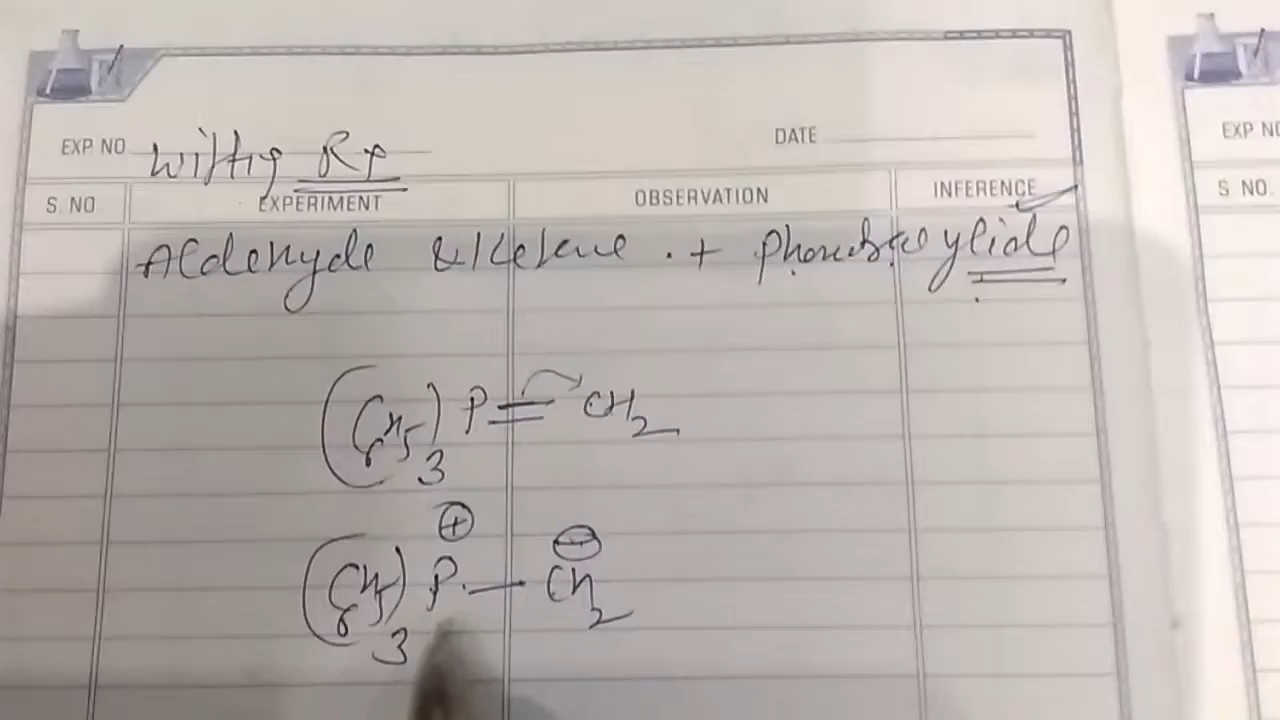 EXP NO Wittig Rx DATE
S. NO. EXPERIMENT OBSERVATION INFERENCE
Aldehyde & Ketone + ylide
(C6H5)3 P = CH2
⊕ ⊖
(C6H5)3 P — CH2
EXP NO
S NO.